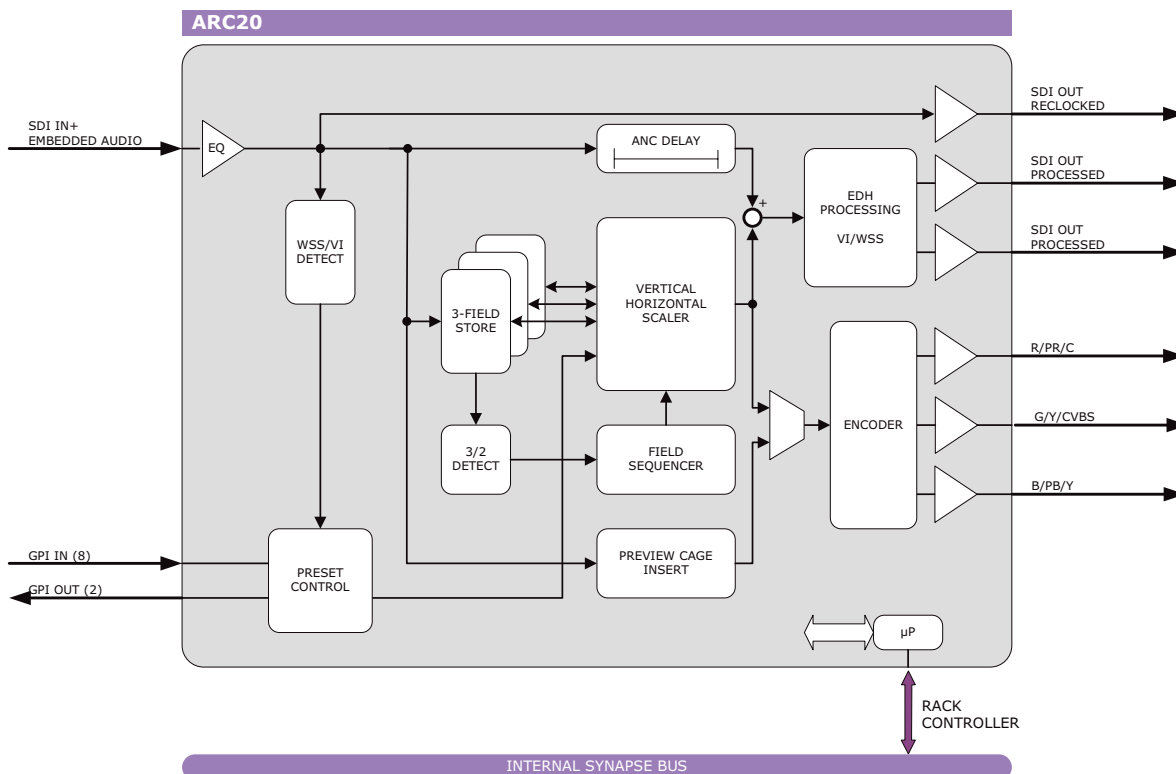 ARC20
SDI IN+
EMBEDDED AUDIO
EQ
SDI OUT
RECLOCKED
ANC DELAY
SDI OUT
PROCESSED
EDH
PROCESSING
VI/WSS
+
SDI OUT
PROCESSED
WSS/VI
DETECT
3-FIELD
STORE
VERTICAL
HORIZONTAL
SCALER
R/PR/C
ENCODER
G/Y/CVBS
3/2
DETECT
FIELD
SEQUENCER
B/PB/Y
GPI IN (8)
GPI OUT (2)
PRESET
CONTROL
PREVIEW CAGE
INSERT
µP
RACK
CONTROLLER
INTERNAL SYNAPSE BUS